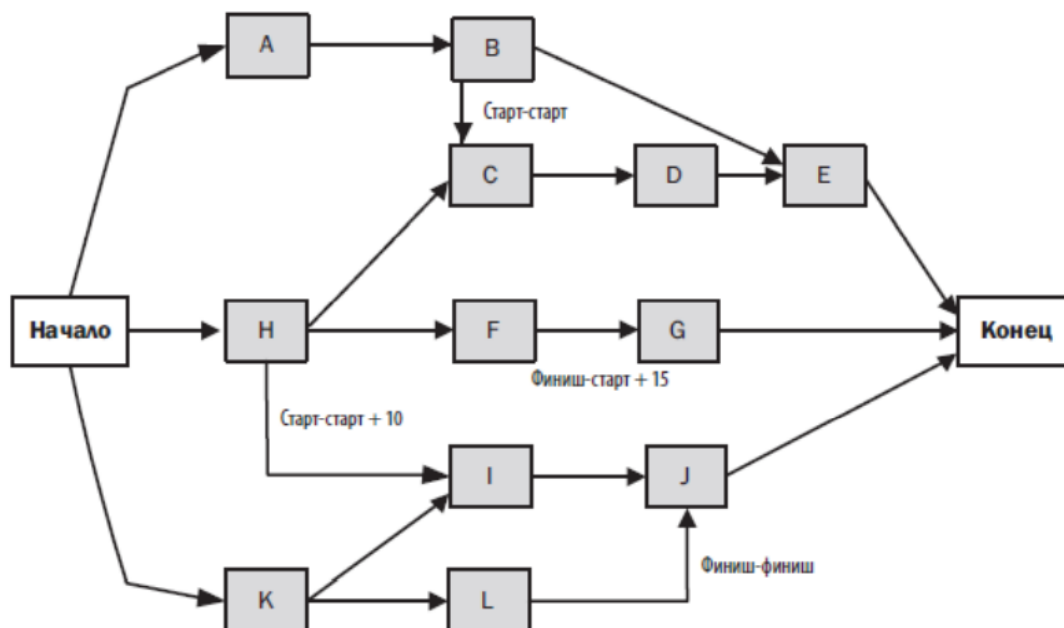 A
B
Старт-старт
C
D
E
Начало
H
F
G
Конец
Финиш-старт + 15
Старт-старт + 10
I
J
Финиш-финиш
K
L